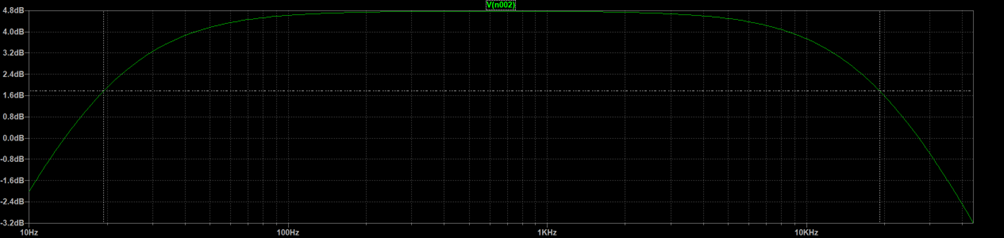 V(n002)
4.8dB
4.0dB
3.2dB
2.4dB
1.6dB
0.8dB
0.0dB
-0.8dB
-1.6dB
-2.4dB
-3.2dB
10Hz 100Hz 1KHz 10KHz